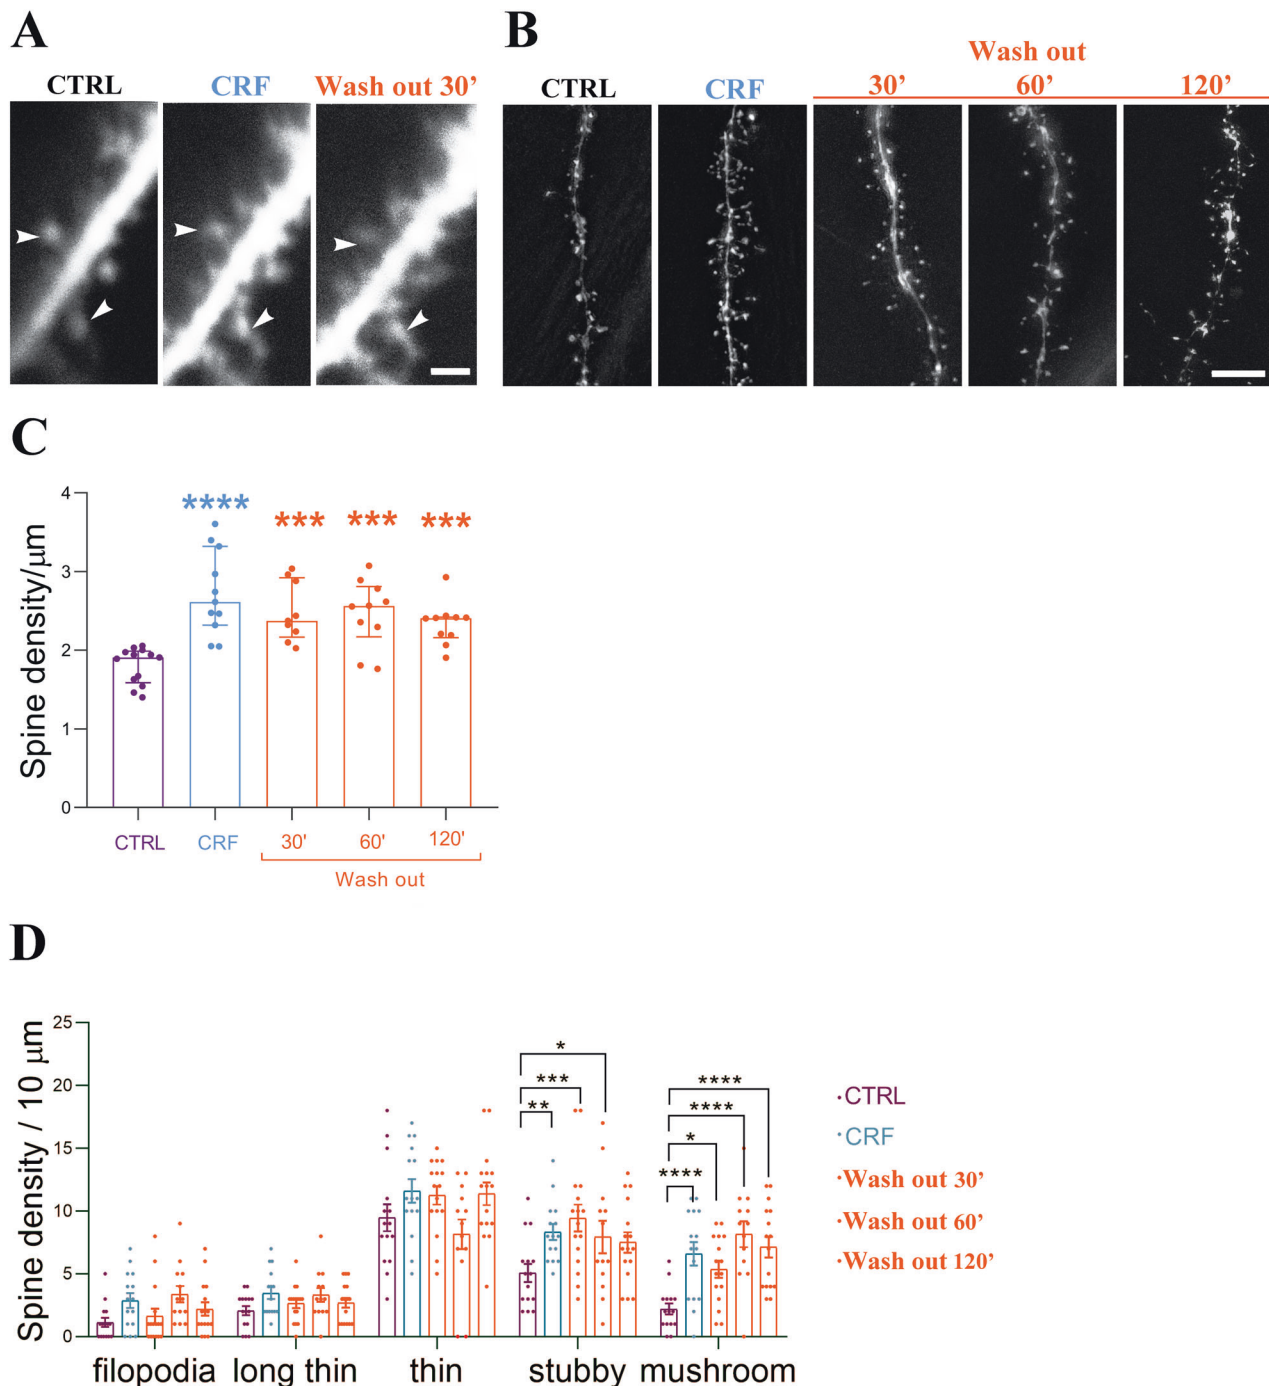 A
CTRL
CRF
Wash out 30’
B
CTRL
CRF
Wash out
30’
60’
120’
C
Spine density/μm
4
3
2
1
0
****
***
***
***
CTRL
CRF
30'
60'
120'
Wash out
D
Spine density / 10 μm
25
20
15
10
5
0
*
***
**
****
****
*
****
filopodia
long thin
thin
stubby
mushroom
CTRL
CRF
Wash out 30’
Wash out 60’
Wash out 120’